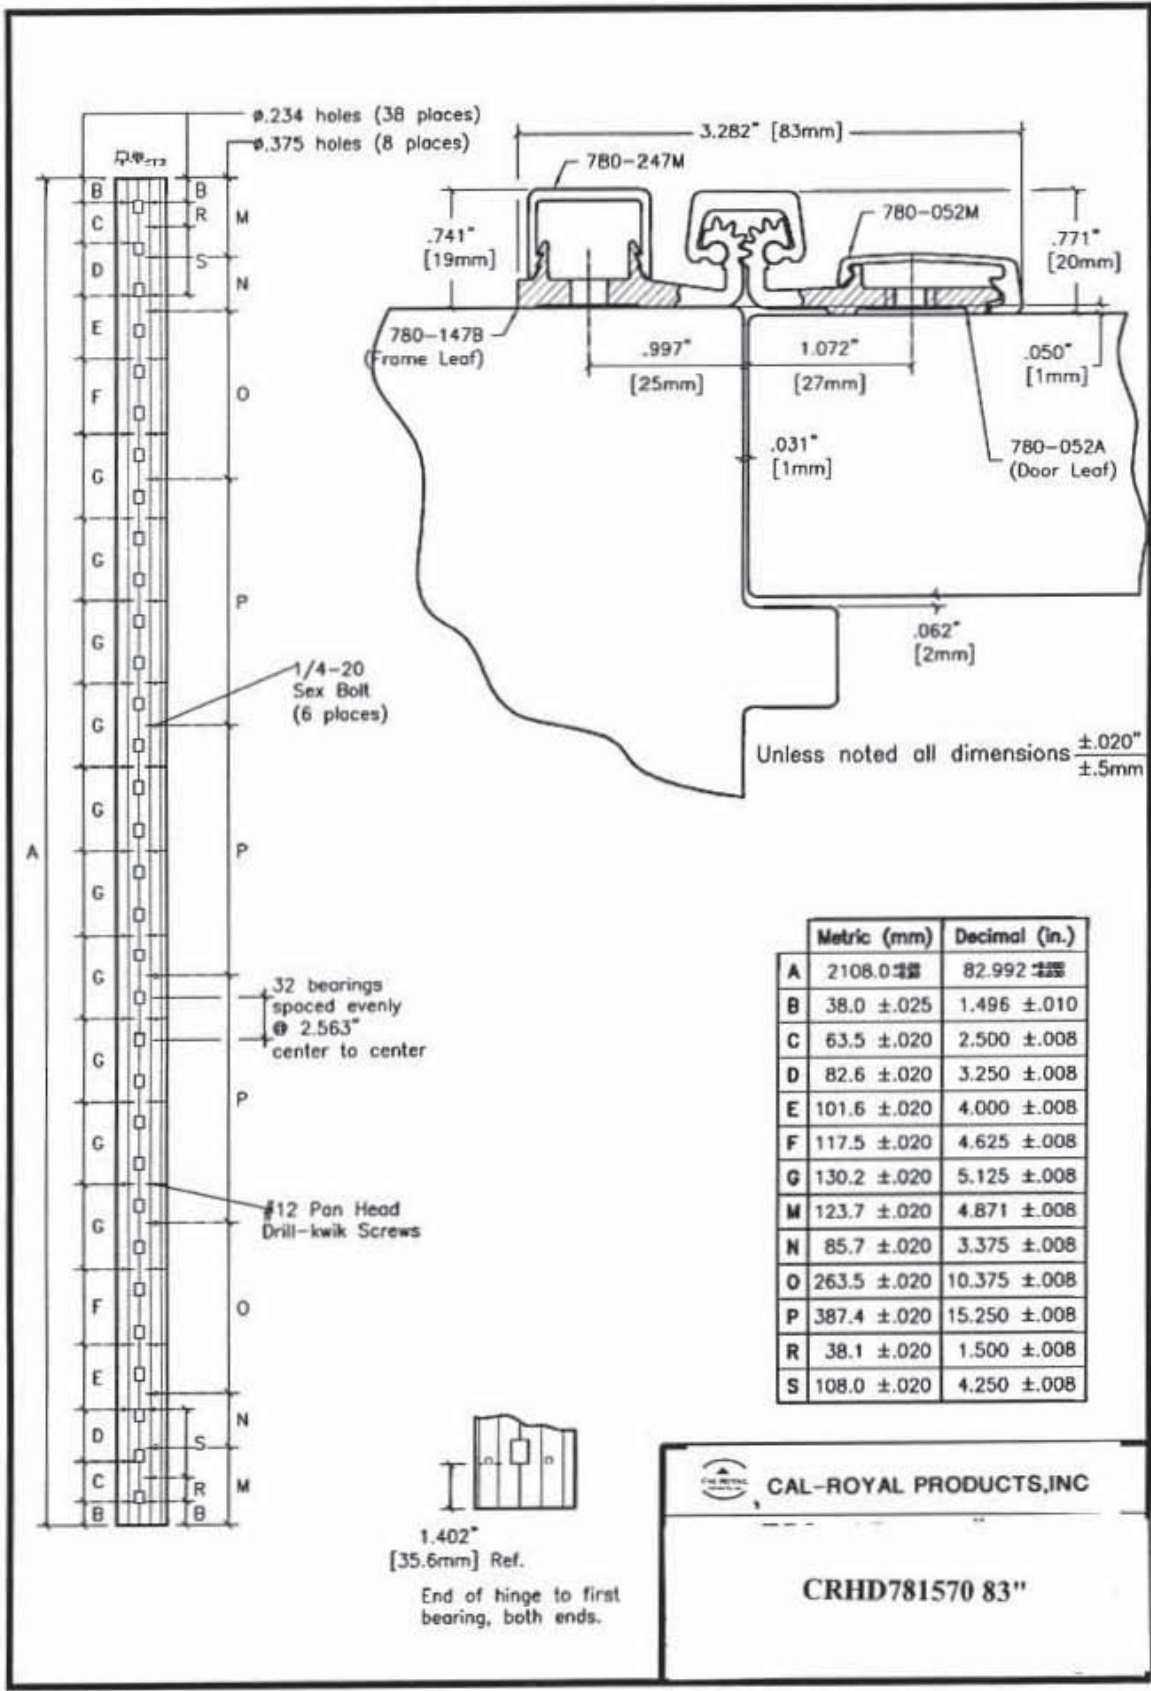 ø.234 holes (38 places)
ø.375 holes (8 places)
B
C
D
E
F
G
G
G
G
G
G
G
G
G
G
F
E
D
C
B
A
B
R
S
S
R
B
M
N
O
P
P
P
O
N
M
1/4-20
Sex Bolt
(6 places)
32 bearings
spaced evenly
@ 2.563"
center to center
#12 Pan Head
Drill-kwik Screws
3.282" [83mm]
780-247M
780-052M
.741"
[19mm]
.771"
[20mm]
780-147B
(Frame Leaf)
.997"
[25mm]
1.072"
[27mm]
.050"
[1mm]
.031"
[1mm]
780-052A
(Door Leaf)
.062"
[2mm]
Unless noted all dimensions ±.020"
±.5mm
Metric (mm) Decimal (in.)
A 2108.0 82.992
B 38.0 ±.025 1.496 ±.010
C 63.5 ±.020 2.500 ±.008
D 82.6 ±.020 3.250 ±.008
E 101.6 ±.020 4.000 ±.008
F 117.5 ±.020 4.625 ±.008
G 130.2 ±.020 5.125 ±.008
M 123.7 ±.020 4.871 ±.008
N 85.7 ±.020 3.375 ±.008
O 263.5 ±.020 10.375 ±.008
P 387.4 ±.020 15.250 ±.008
R 38.1 ±.020 1.500 ±.008
S 108.0 ±.020 4.250 ±.008
1.402"
[35.6mm] Ref.
End of hinge to first
bearing, both ends.
CAL-ROYAL PRODUCTS,INC
CRHD781570 83"